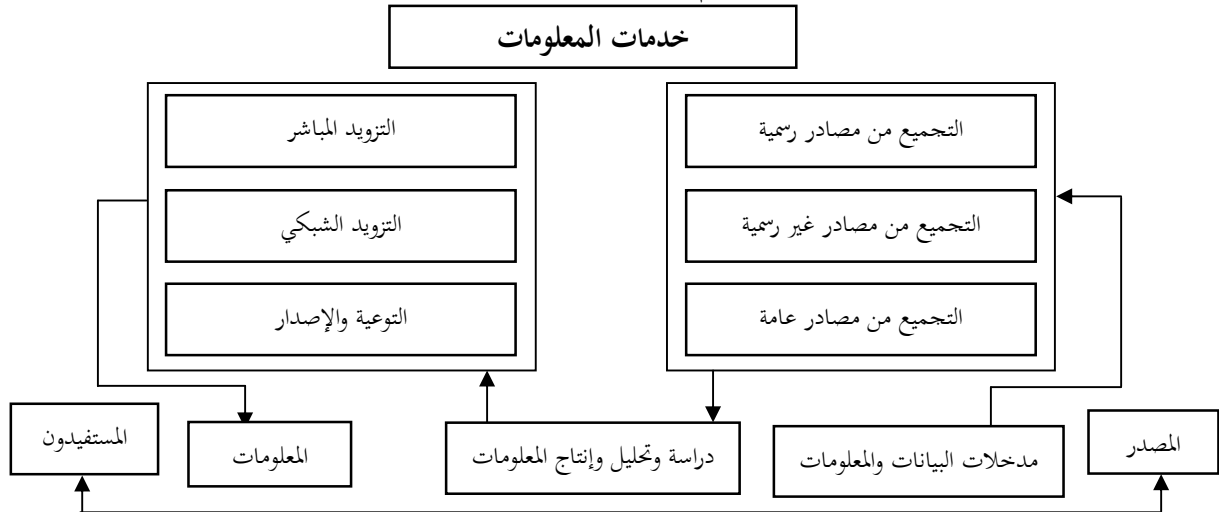 خدمات المعلومات
التجميع من مصادر رسمية
التجميع من مصادر غير رسمية
التجميع من مصادر عامة
التزويد المباشر
التزويد الشبكي
التوعية والإصدار
المصدر
مدخلات البيانات والمعلومات
دراسة وتحليل وإنتاج المعلومات
المعلومات
المستفيدون